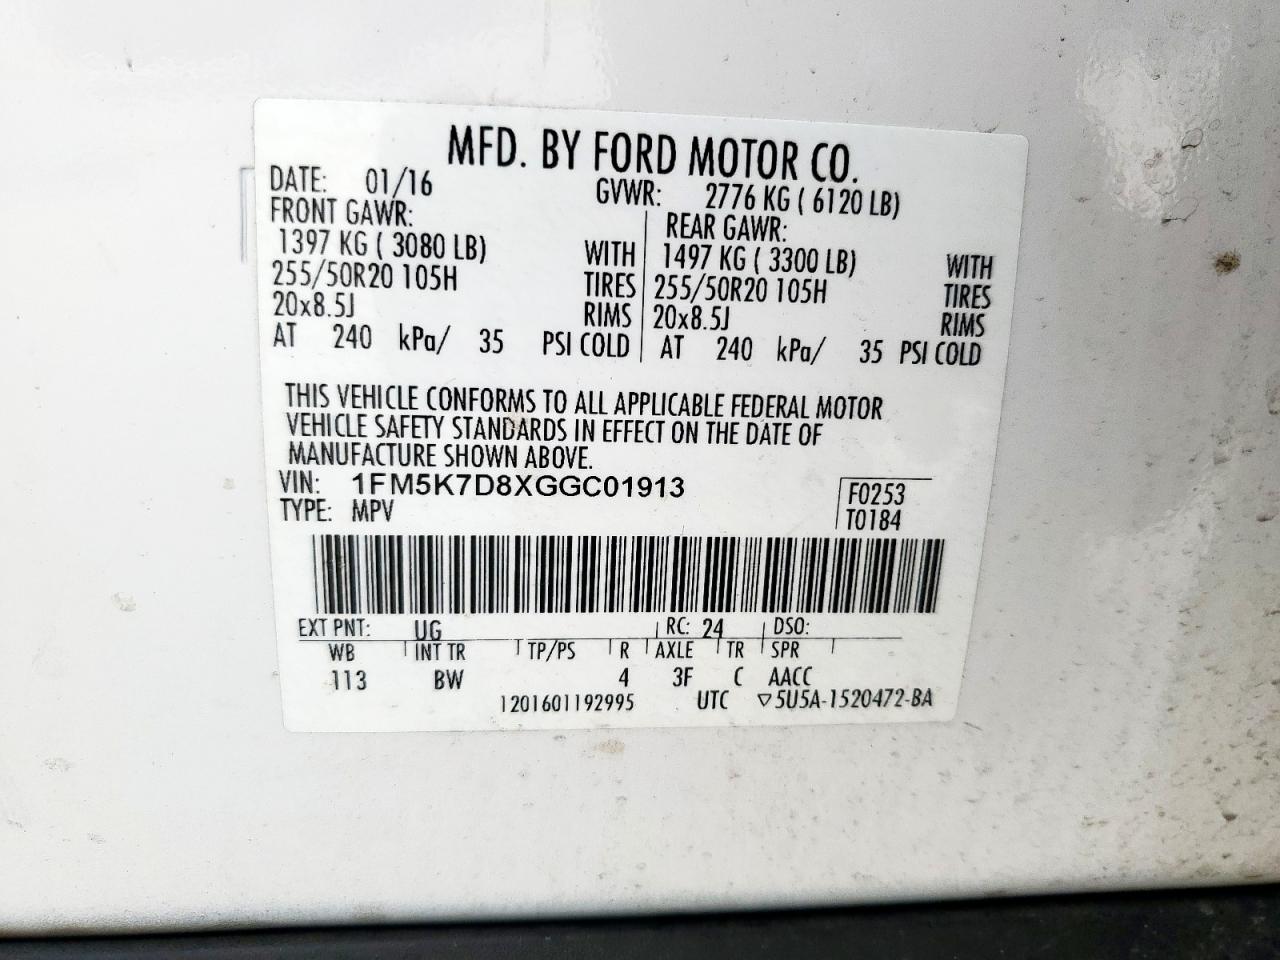 MFD. BY FORD MOTOR CO.
DATE: 01/16 GVWR: 2776 KG ( 6120 LB)
FRONT GAWR: REAR GAWR:
1397 KG ( 3080 LB) WITH 1497 KG ( 3300 LB) WITH
255/50R20 105H TIRES 255/50R20 105H TIRES
20x8.5J RIMS 20x8.5J RIMS
AT 240 kPa/ 35 PSI COLD AT 240 kPa/ 35 PSI COLD
THIS VEHICLE CONFORMS TO ALL APPLICABLE FEDERAL MOTOR
VEHICLE SAFETY STANDARDS IN EFFECT ON THE DATE OF
MANUFACTURE SHOWN ABOVE.
VIN: 1FM5K7D8XGGC01913 F0253
TYPE: MPV T0184
EXT PNT: UG RC: 24 DSO:
WB INT TR TP/PS R AXLE TR SPR
113 BW 4 3F C AACC
1201601192995 UTC ▽5U5A-1520472-BA